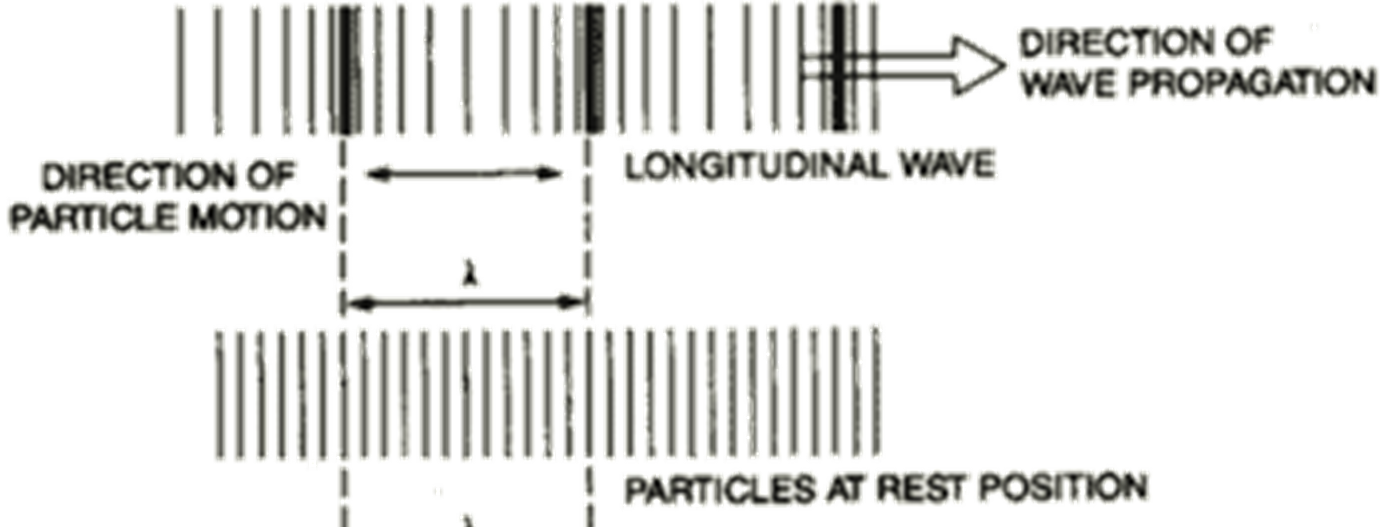 DIRECTION OF
WAVE PROPAGATION
LONGITUDINAL WAVE
DIRECTION OF
PARTICLE MOTION
λ
PARTICLES AT REST POSITION